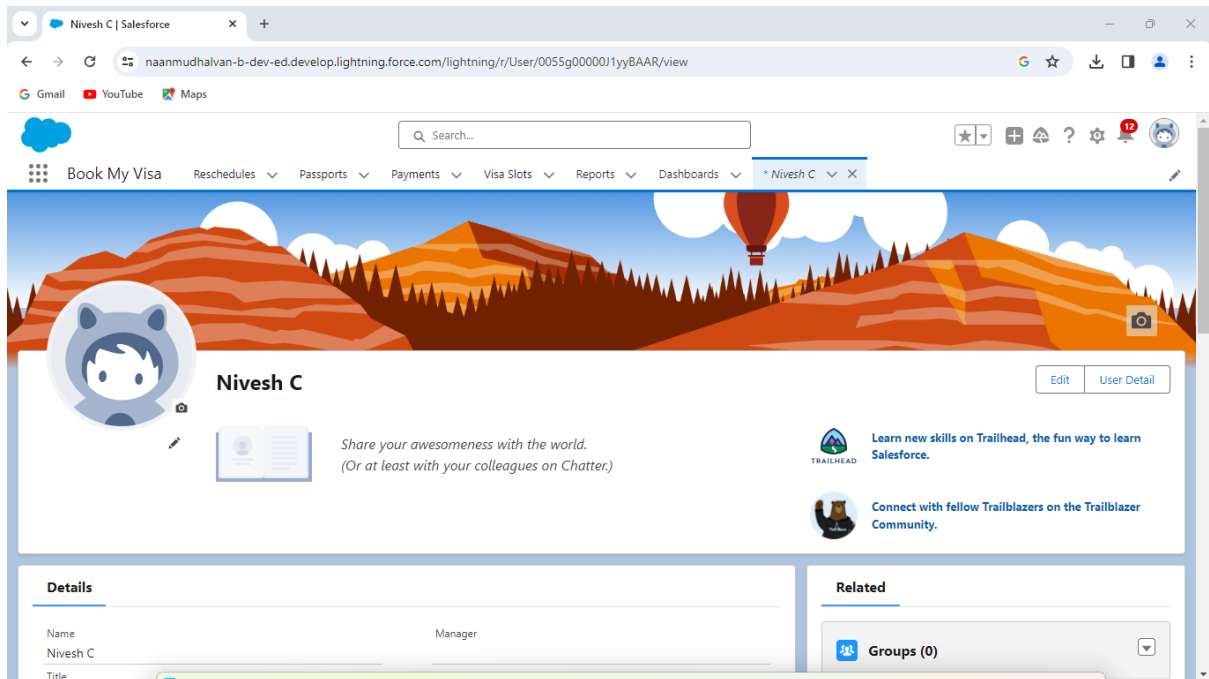 Nivesh C | Salesforce
naanmudhalvan-b-dev-ed.develop.lightning.force.com/lightning/r/User/0055g00000J1yyBAAR/view
Gmail YouTube Maps
Search...
12
Book My Visa Reschedules Passports Payments Visa Slots Reports Dashboards * Nivesh C
Nivesh C
Edit User Detail
Share your awesomeness with the world.
(Or at least with your colleagues on Chatter.)
TRAILHEAD
Learn new skills on Trailhead, the fun way to learn
Salesforce.
Connect with fellow Trailblazers on the Trailblazer
Community.
Details
Related
Name
Manager
Nivesh C
Groups (0)
Title